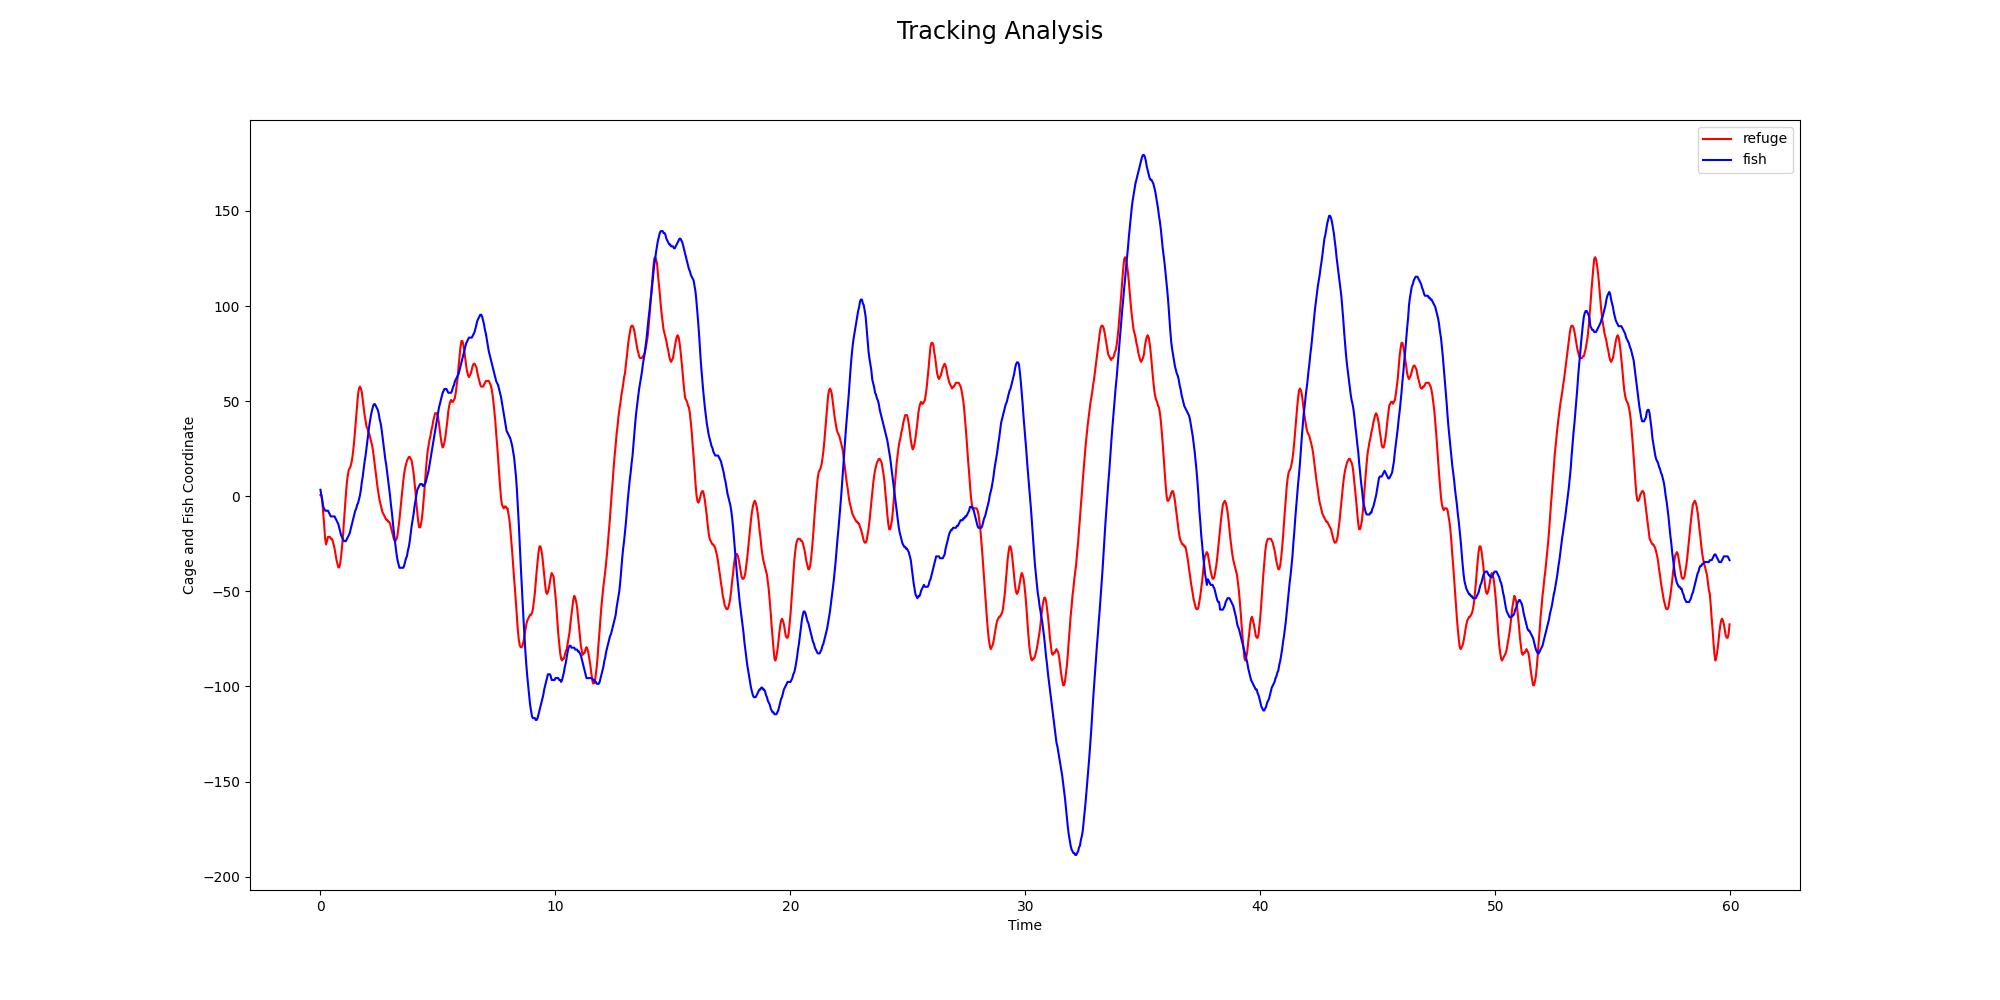 Tracking Analysis
refuge
fish
Cage and Fish Coordinate
150
100
50
0
−50
−100
−150
−200
0 10 20 30 40 50 60
Time